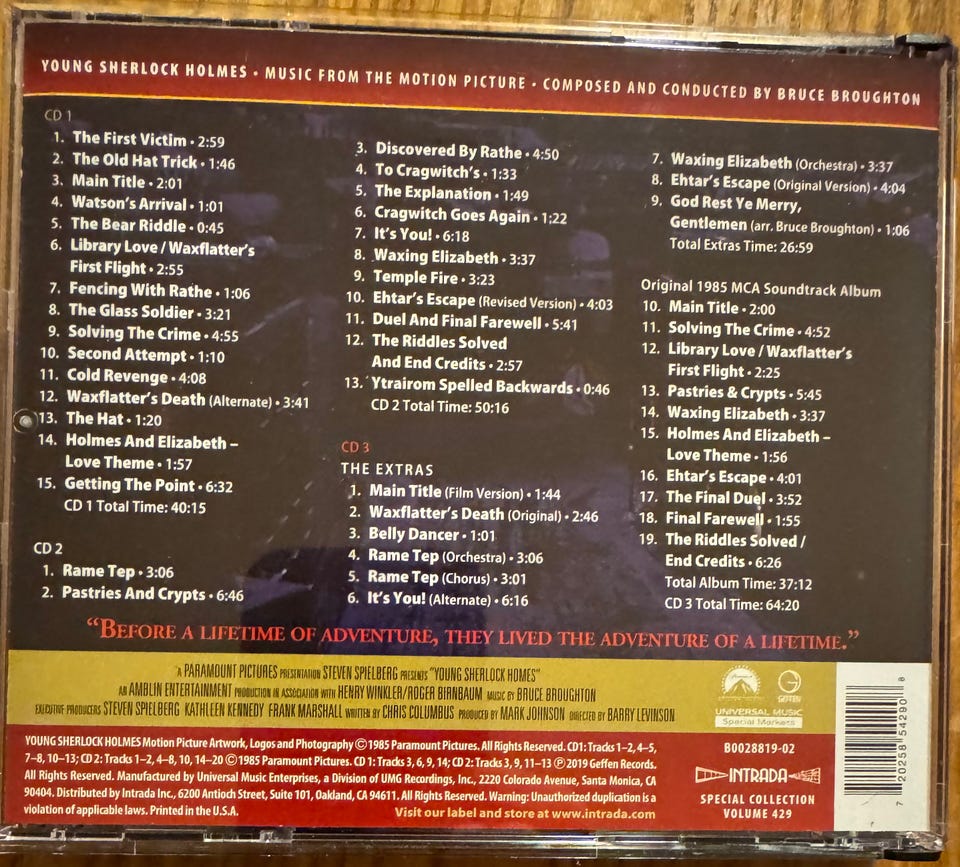 YOUNG SHERLOCK HOLMES • MUSIC FROM THE MOTION PICTURE • COMPOSED AND CONDUCTED BY BRUCE BROUGHTON
CD 1
1. The First Victim • 2:59
2. The Old Hat Trick • 1:46
3. Main Title • 2:01
4. Watson's Arrival • 1:01
5. The Bear Riddle • 0:45
6. Library Love / Waxflatter's
First Flight • 2:55
7. Fencing With Rathe • 1:06
8. The Glass Soldier • 3:21
9. Solving The Crime • 4:55
10. Second Attempt • 1:10
11. Cold Revenge • 4:08
12. Waxflatter's Death (Alternate) • 3:41
13. The Hat • 1:20
14. Holmes And Elizabeth –
Love Theme • 1:57
15. Getting The Point • 6:32
CD 1 Total Time: 40:15
CD 2
1. Rame Tep • 3:06
2. Pastries And Crypts • 6:46
3. Discovered By Rathe • 4:50
4. To Cragwitch's • 1:33
5. The Explanation • 1:49
6. Cragwitch Goes Again • 1:22
7. It's You! • 6:18
8. Waxing Elizabeth • 3:37
9. Temple Fire • 3:23
10. Ehtar's Escape (Revised Version) • 4:03
11. Duel And Final Farewell • 5:41
12. The Riddles Solved
And End Credits • 2:57
13. Ytrairom Spelled Backwards • 0:46
CD 2 Total Time: 50:16
CD 3
THE EXTRAS
1. Main Title (Film Version) • 1:44
2. Waxflatter's Death (Original) • 2:46
3. Belly Dancer • 1:01
4. Rame Tep (Orchestra) • 3:06
5. Rame Tep (Chorus) • 3:01
6. It's You! (Alternate) • 6:16
7. Waxing Elizabeth (Orchestra) • 3:37
8. Ehtar's Escape (Original Version) • 4:04
9. God Rest Ye Merry,
Gentlemen (arr. Bruce Broughton) • 1:06
Total Extras Time: 26:59
Original 1985 MCA Soundtrack Album
10. Main Title • 2:00
11. Solving The Crime • 4:52
12. Library Love / Waxflatter's
First Flight • 2:25
13. Pastries & Crypts • 5:45
14. Waxing Elizabeth • 3:37
15. Holmes And Elizabeth –
Love Theme • 1:56
16. Ehtar's Escape • 4:01
17. The Final Duel • 3:52
18. Final Farewell • 1:55
19. The Riddles Solved /
End Credits • 6:26
Total Album Time: 37:12
CD 3 Total Time: 64:20
"BEFORE A LIFETIME OF ADVENTURE, THEY LIVED THE ADVENTURE OF A LIFETIME."
A PARAMOUNT PICTURES PRESENTATION STEVEN SPIELBERG PRESENTS "YOUNG SHERLOCK HOMES"
AN AMBLIN ENTERTAINMENT PRODUCTION IN ASSOCIATION WITH HENRY WINKLER/ROGER BIRNBAUM MUSIC BY BRUCE BROUGHTON
EXECUTIVE PRODUCERS STEVEN SPIELBERG KATHLEEN KENNEDY FRANK MARSHALL WRITTEN BY CHRIS COLUMBUS PRODUCED BY MARK JOHNSON DIRECTED BY BARRY LEVINSON
Paramount
GEFFEN
UNIVERSAL MUSIC
Special Markets
YOUNG SHERLOCK HOLMES Motion Picture Artwork, Logos and Photography ©1985 Paramount Pictures. All Rights Reserved. CD1: Tracks 1–2, 4–5,
7–8, 10–13; CD 2: Tracks 1–2, 4–8, 10, 14–20 ©1985 Paramount Pictures. CD 1: Tracks 3, 6, 9, 14; CD 2: Tracks 3, 9, 11–13 ℗ 2019 Geffen Records.
All Rights Reserved. Manufactured by Universal Music Enterprises, a Division of UMG Recordings, Inc., 2220 Colorado Avenue, Santa Monica, CA
90404. Distributed by Intrada Inc., 6200 Antioch Street, Suite 101, Oakland, CA 94611. All Rights Reserved. Warning: Unauthorized duplication is a
violation of applicable laws. Printed in the U.S.A.
Visit our label and store at www.intrada.com
B0028819-02
INTRADA
SPECIAL COLLECTION
VOLUME 429
7 20258 54290 8